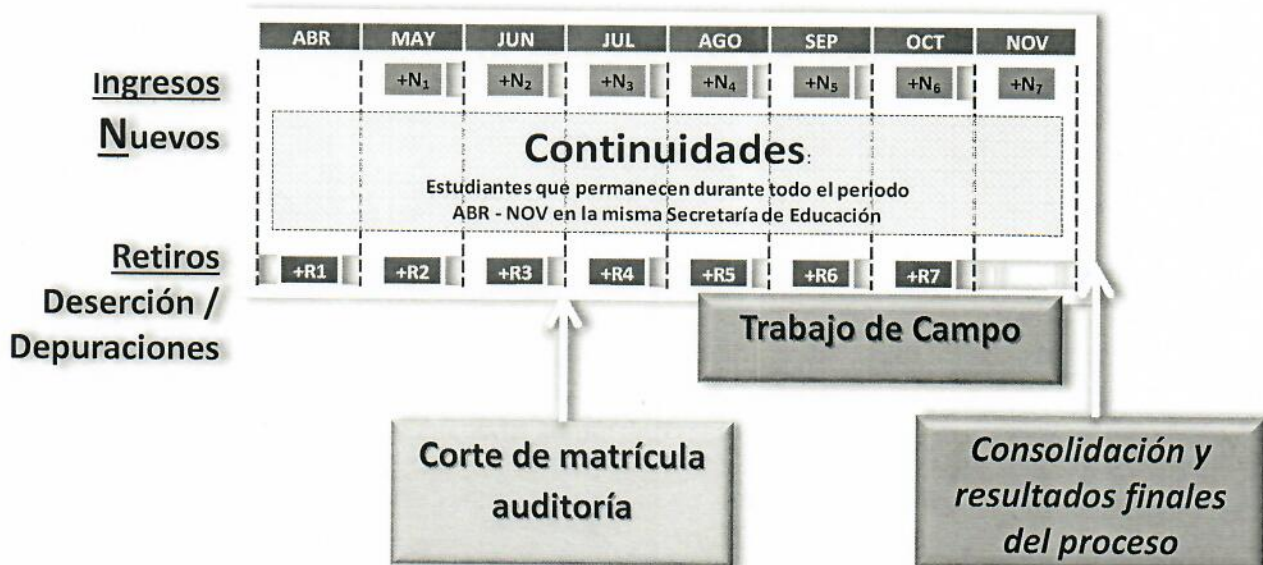 ABR MAY JUN JUL AGO SEP OCT NOV
Ingresos
Nuevos
+N₁ +N₂ +N₃ +N₄ +N₅ +N₆ +N₇
Continuidades:
Estudiantes que permanecen durante todo el periodo
ABR - NOV en la misma Secretaría de Educación
Retiros
Deserción /
Depuraciones
+R1 +R2 +R3 +R4 +R5 +R6 +R7
Trabajo de Campo
Corte de matrícula
auditoría
Consolidación y
resultados finales
del proceso